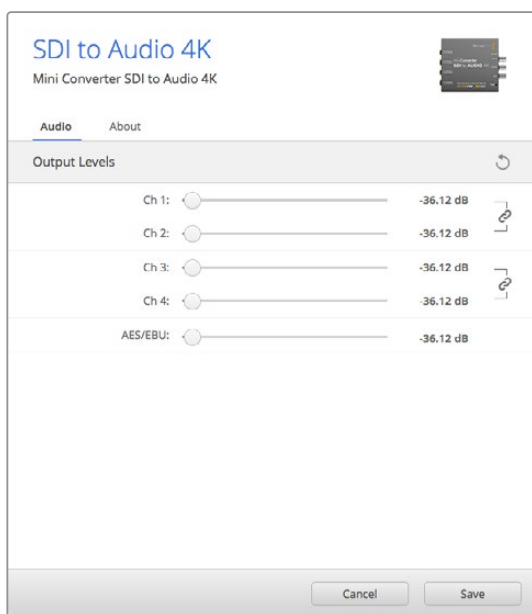 SDI to Audio 4K
Mini Converter SDI to Audio 4K
Audio About
Output Levels
Ch 1: -36.12 dB
Ch 2: -36.12 dB
Ch 3: -36.12 dB
Ch 4: -36.12 dB
AES/EBU: -36.12 dB
Cancel Save